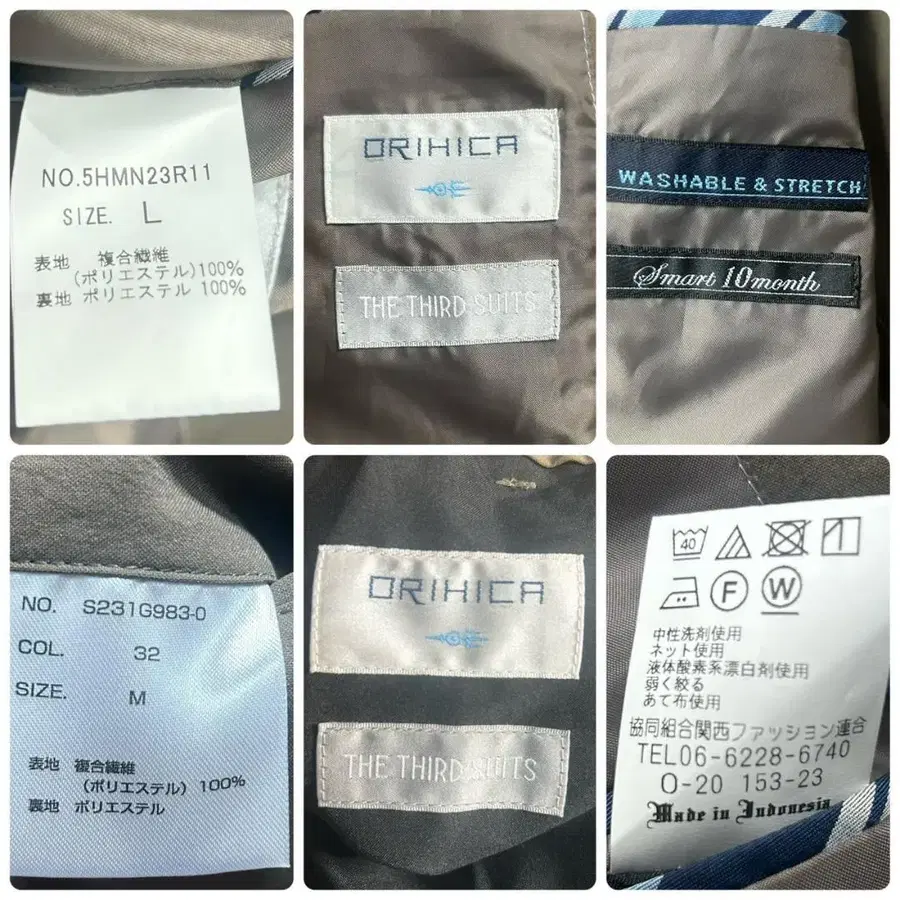 NO.5HMN23R11
SIZE. L
表地 複合繊維
(ポリエステル)100%
裏地 ポリエステル 100%
ORIHICA
THE THIRD SUITS
WASHABLE & STRETCH
Smart 10month
NO. S231G983-0
COL. 32
SIZE. M
表地 複合繊維
(ポリエステル) 100%
裏地 ポリエステル
ORIHICA
THE THIRD SUITS
40
F W
中性洗剤使用
ネット使用
液体酸素系漂白剤使用
弱く絞る
あて布使用
協同組合関西ファッション連合
TEL06-6228-6740
O-20 153-23
Made in Indonesia